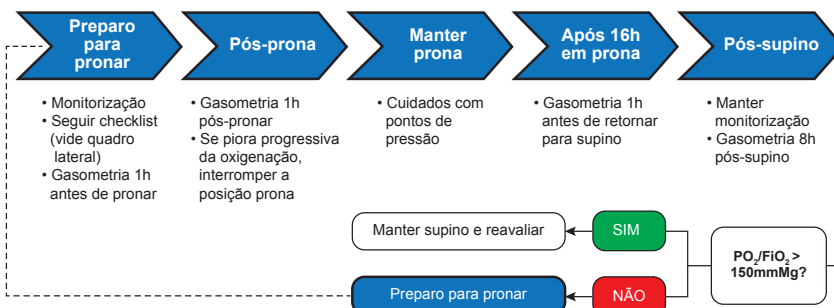 Preparo
para
pronar
Pós-prona
Manter
prona
Após 16h
em prona
Pós-supino
• Monitorização
• Seguir checklist
(vide quadro
lateral)
• Gasometria 1h
antes de pronar
• Gasometria 1h
pós-pronar
• Se piora progressiva
da oxigenação,
interromper a
posição prona
• Cuidados com
pontos de
pressão
• Gasometria 1h
antes de retornar
para supino
• Manter
monitorização
• Gasometria 8h
pós-supino
Manter supino e reavaliar
SIM
PO₂/FiO₂ >
150mmMg?
Preparo para pronar
NÃO